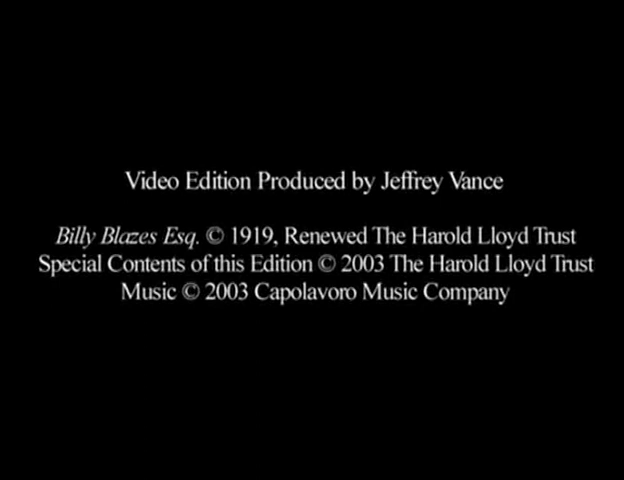 Video Edition Produced by Jeffrey Vance
Billy Blazes Esq. © 1919, Renewed The Harold Lloyd Trust
Special Contents of this Edition © 2003 The Harold Lloyd Trust
Music © 2003 Capolavoro Music Company